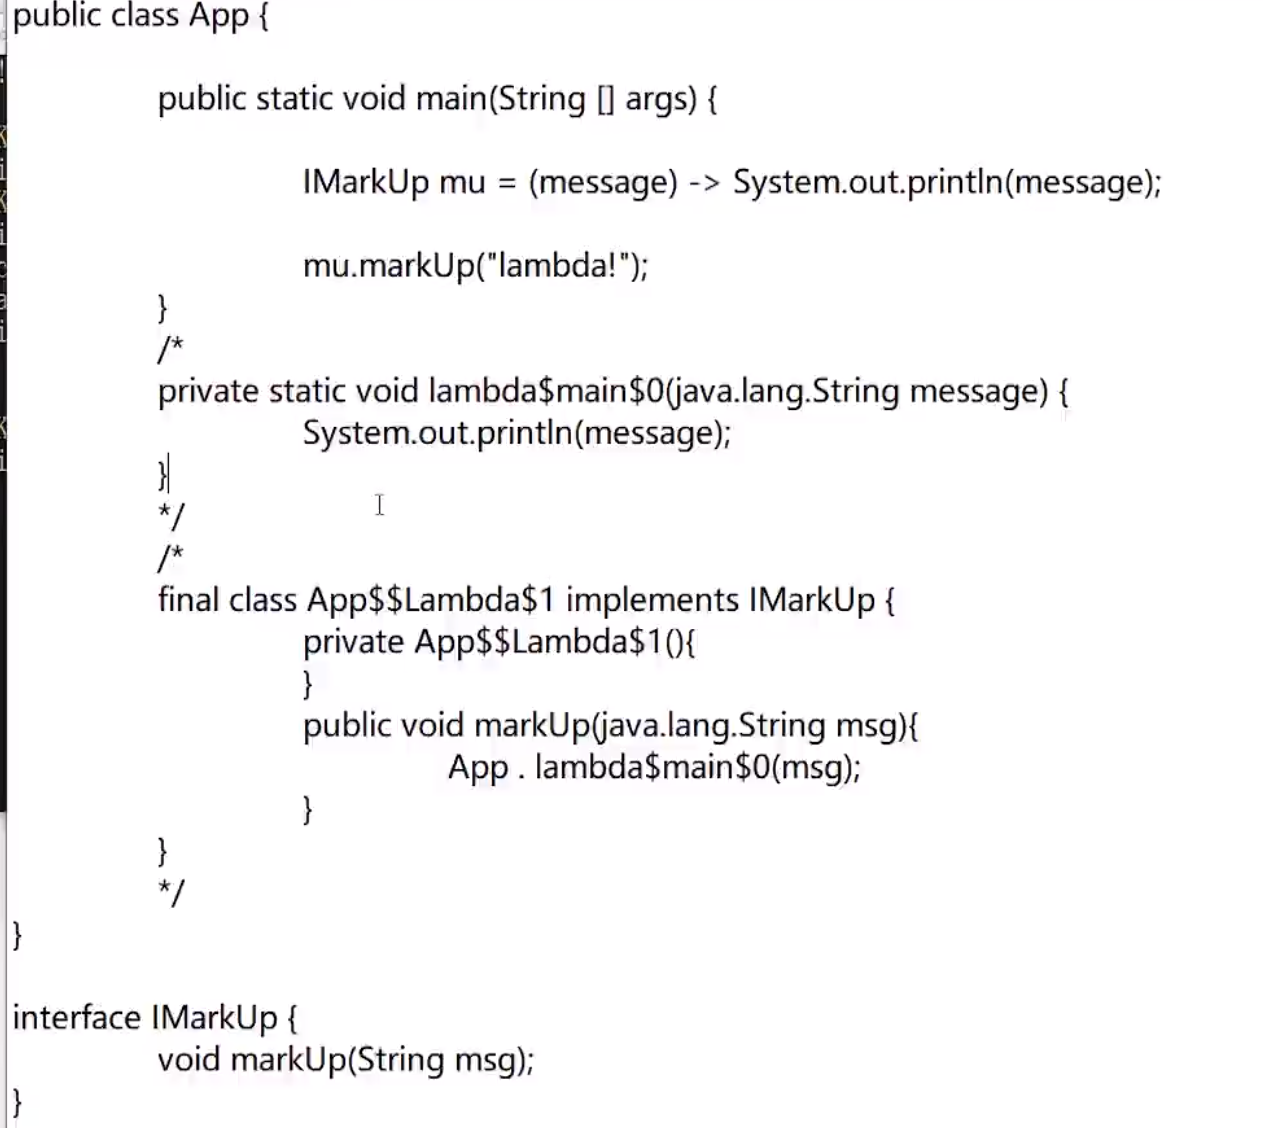 public class App {
public static void main(String [] args) {
IMarkUp mu = (message) -> System.out.println(message);
mu.markUp("lambda!");
}
/*
private static void lambda$main$0(java.lang.String message) {
System.out.println(message);
}
*/
/*
final class App$$Lambda$1 implements IMarkUp {
private App$$Lambda$1(){
}
public void markUp(java.lang.String msg){
App . lambda$main$0(msg);
}
}
*/
}
interface IMarkUp {
void markUp(String msg);
}